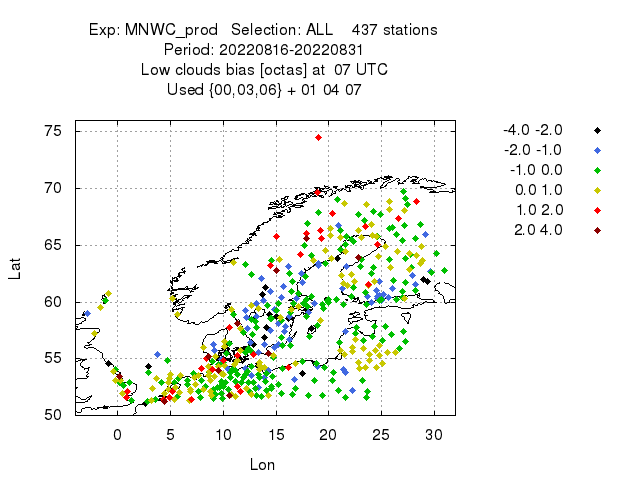 Exp: MNWC_prod   Selection: ALL    437 stations
Period: 20220816-20220831
Low clouds bias [octas] at  07 UTC
Used {00,03,06} + 01 04 07
-4.0 -2.0
-2.0 -1.0
-1.0 0.0
0.0 1.0
1.0 2.0
2.0 4.0
75
70
65
60
55
50
Lat
0 5 10 15 20 25 30
Lon